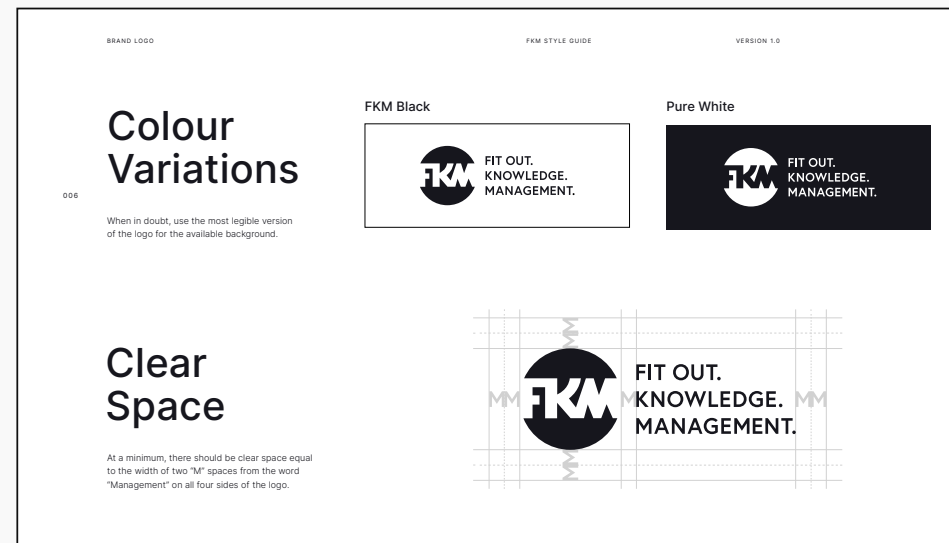 BRAND LOGO
FKM STYLE GUIDE
VERSION 1.0
006
Colour
Variations
When in doubt, use the most legible version
of the logo for the available background.
FKM Black
FKM
FIT OUT.
KNOWLEDGE.
MANAGEMENT.
Pure White
FKM
FIT OUT.
KNOWLEDGE.
MANAGEMENT.
Clear
Space
At a minimum, there should be clear space equal
to the width of two “M” spaces from the word
“Management” on all four sides of the logo.
MM
MM
FKM
M
FIT OUT.
KNOWLEDGE.
MANAGEMENT.
MM
MM